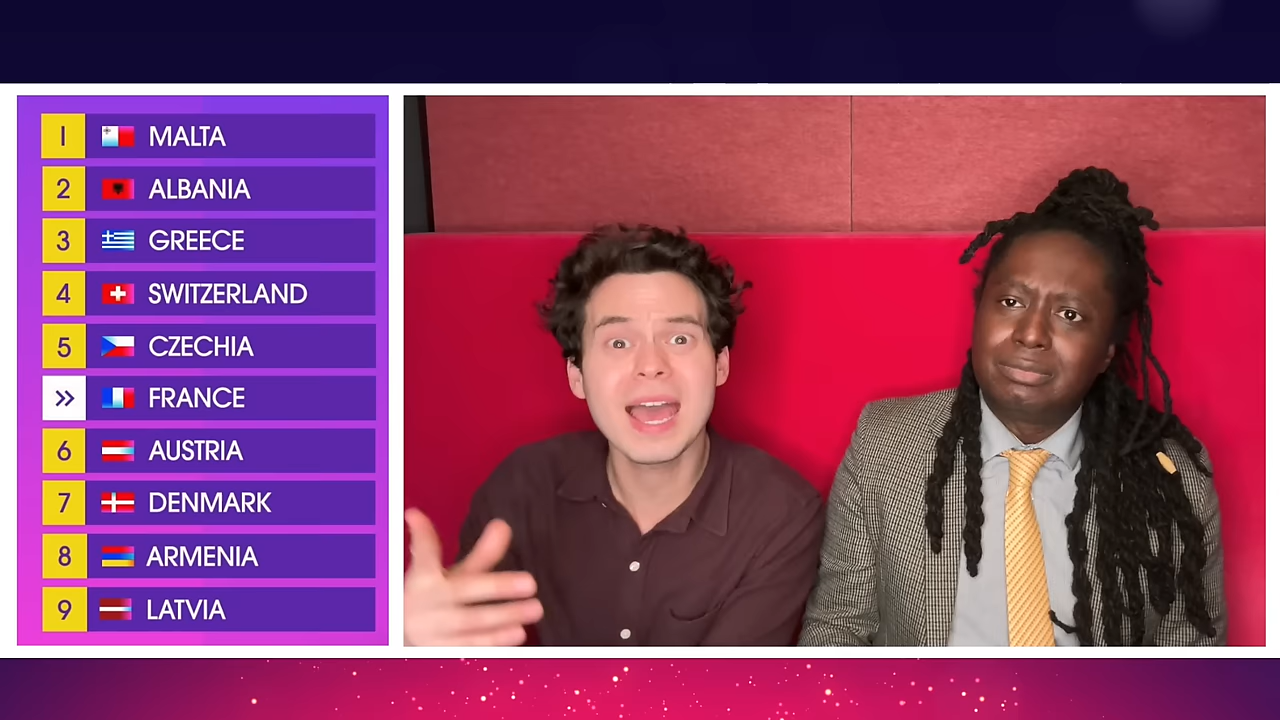 1 MALTA
2 ALBANIA
3 GREECE
4 SWITZERLAND
5 CZECHIA
>> FRANCE
6 AUSTRIA
7 DENMARK
8 ARMENIA
9 LATVIA